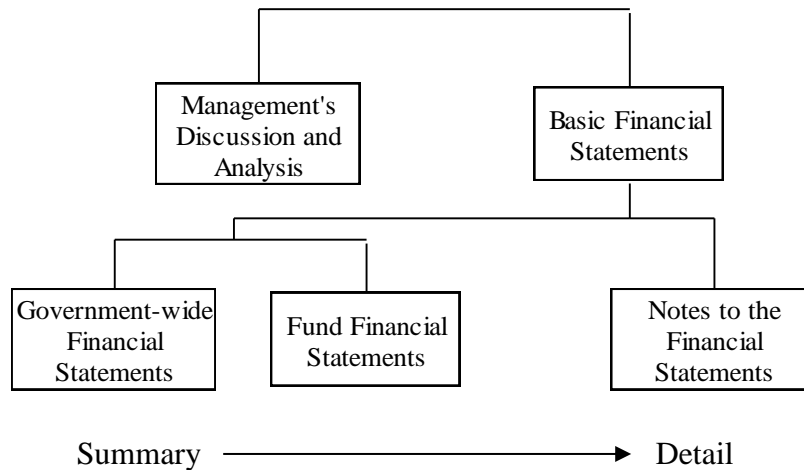 Management's
Discussion and
Analysis
Basic Financial
Statements
Government-wide
Financial
Statements
Fund Financial
Statements
Notes to the
Financial
Statements
Summary
Detail